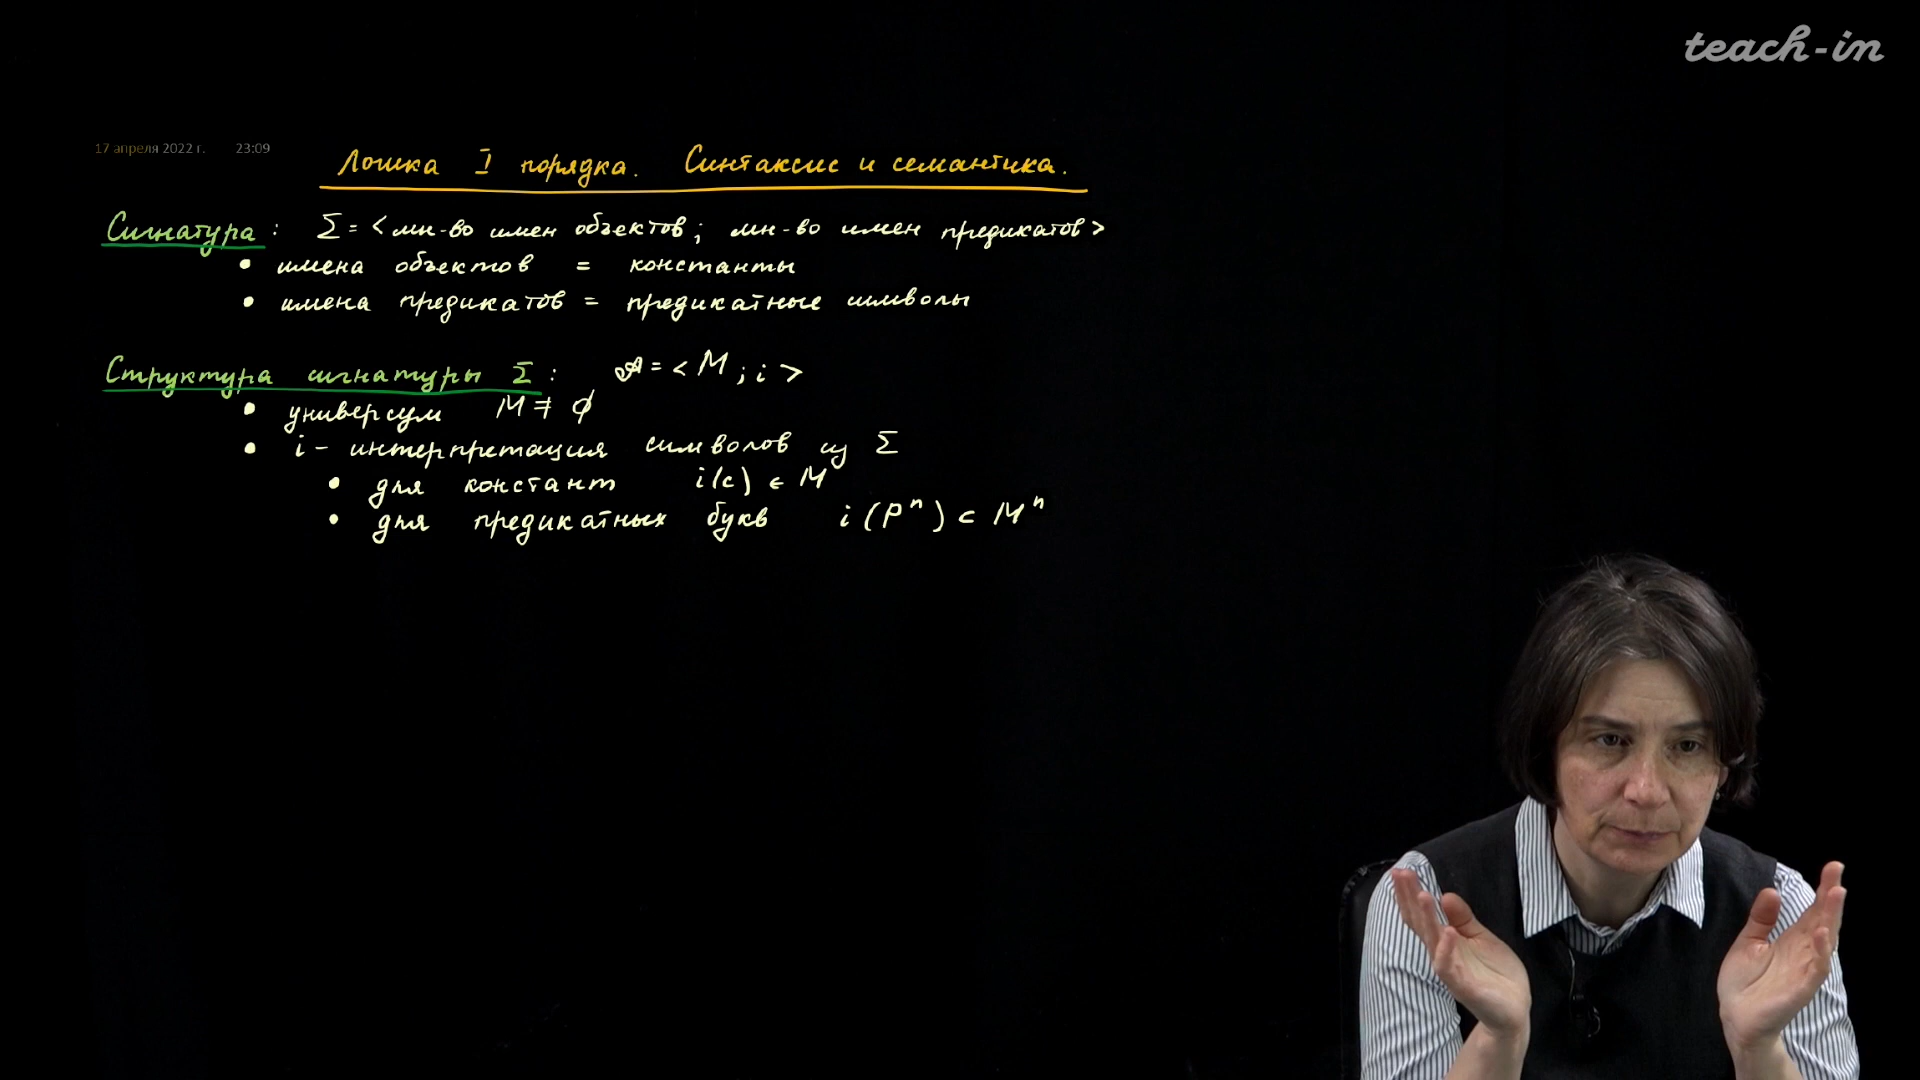 teach-in
17 апреля 2022 г. 23:09
Логика I порядка. Синтаксис и семантика.
Сигнатура: Σ = <мн-во имен объектов; мн-во имен предикатов>
• имена объектов = константы
• имена предикатов = предикатные символы
Структура сигнатуры Σ: 𝔄 = <M; i>
• универсум M ≠ ∅
• i – интерпретация символов из Σ
• для констант i(c) ∈ M
• для предикатных букв i(Pⁿ) ⊂ Mⁿ